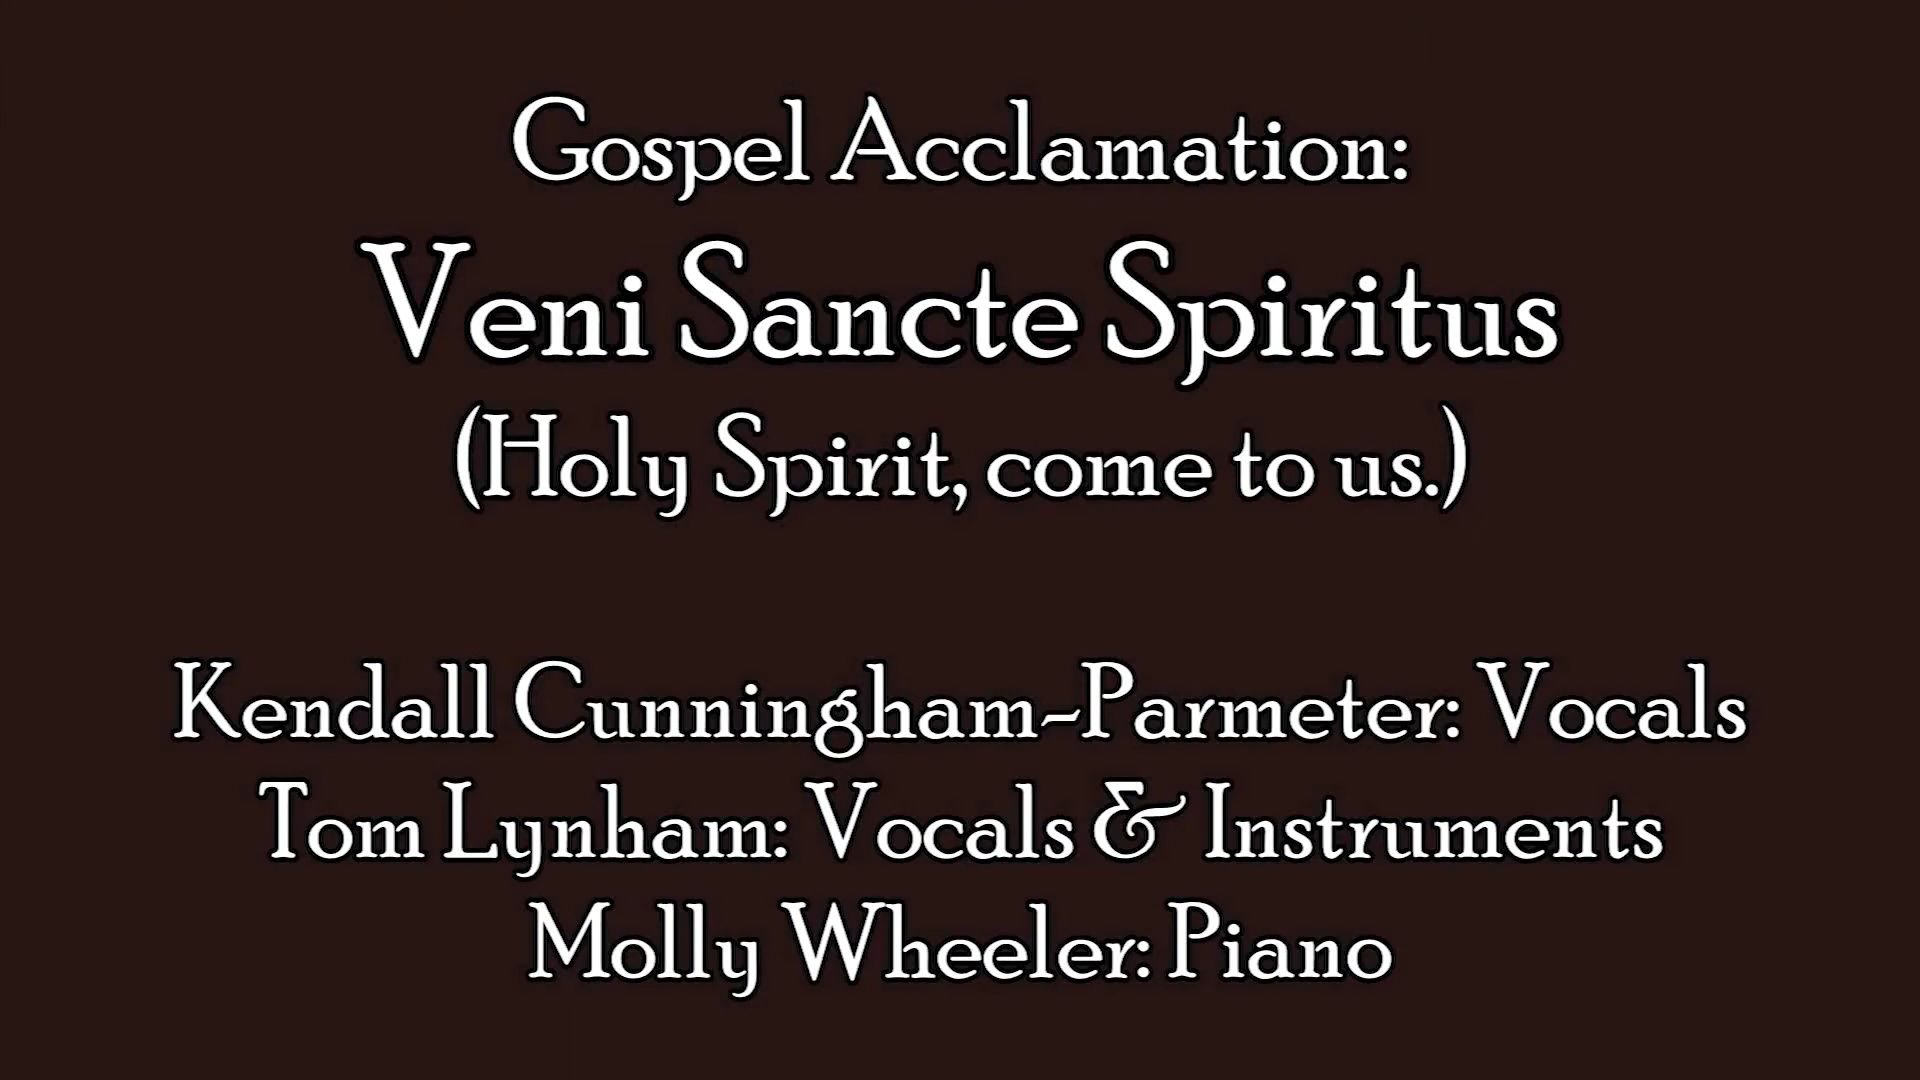 Gospel Acclamation:
Veni Sancte Spiritus
(Holy Spirit, come to us.)
Kendall Cunningham-Parmeter: Vocals
Tom Lynham: Vocals & Instruments
Molly Wheeler: Piano